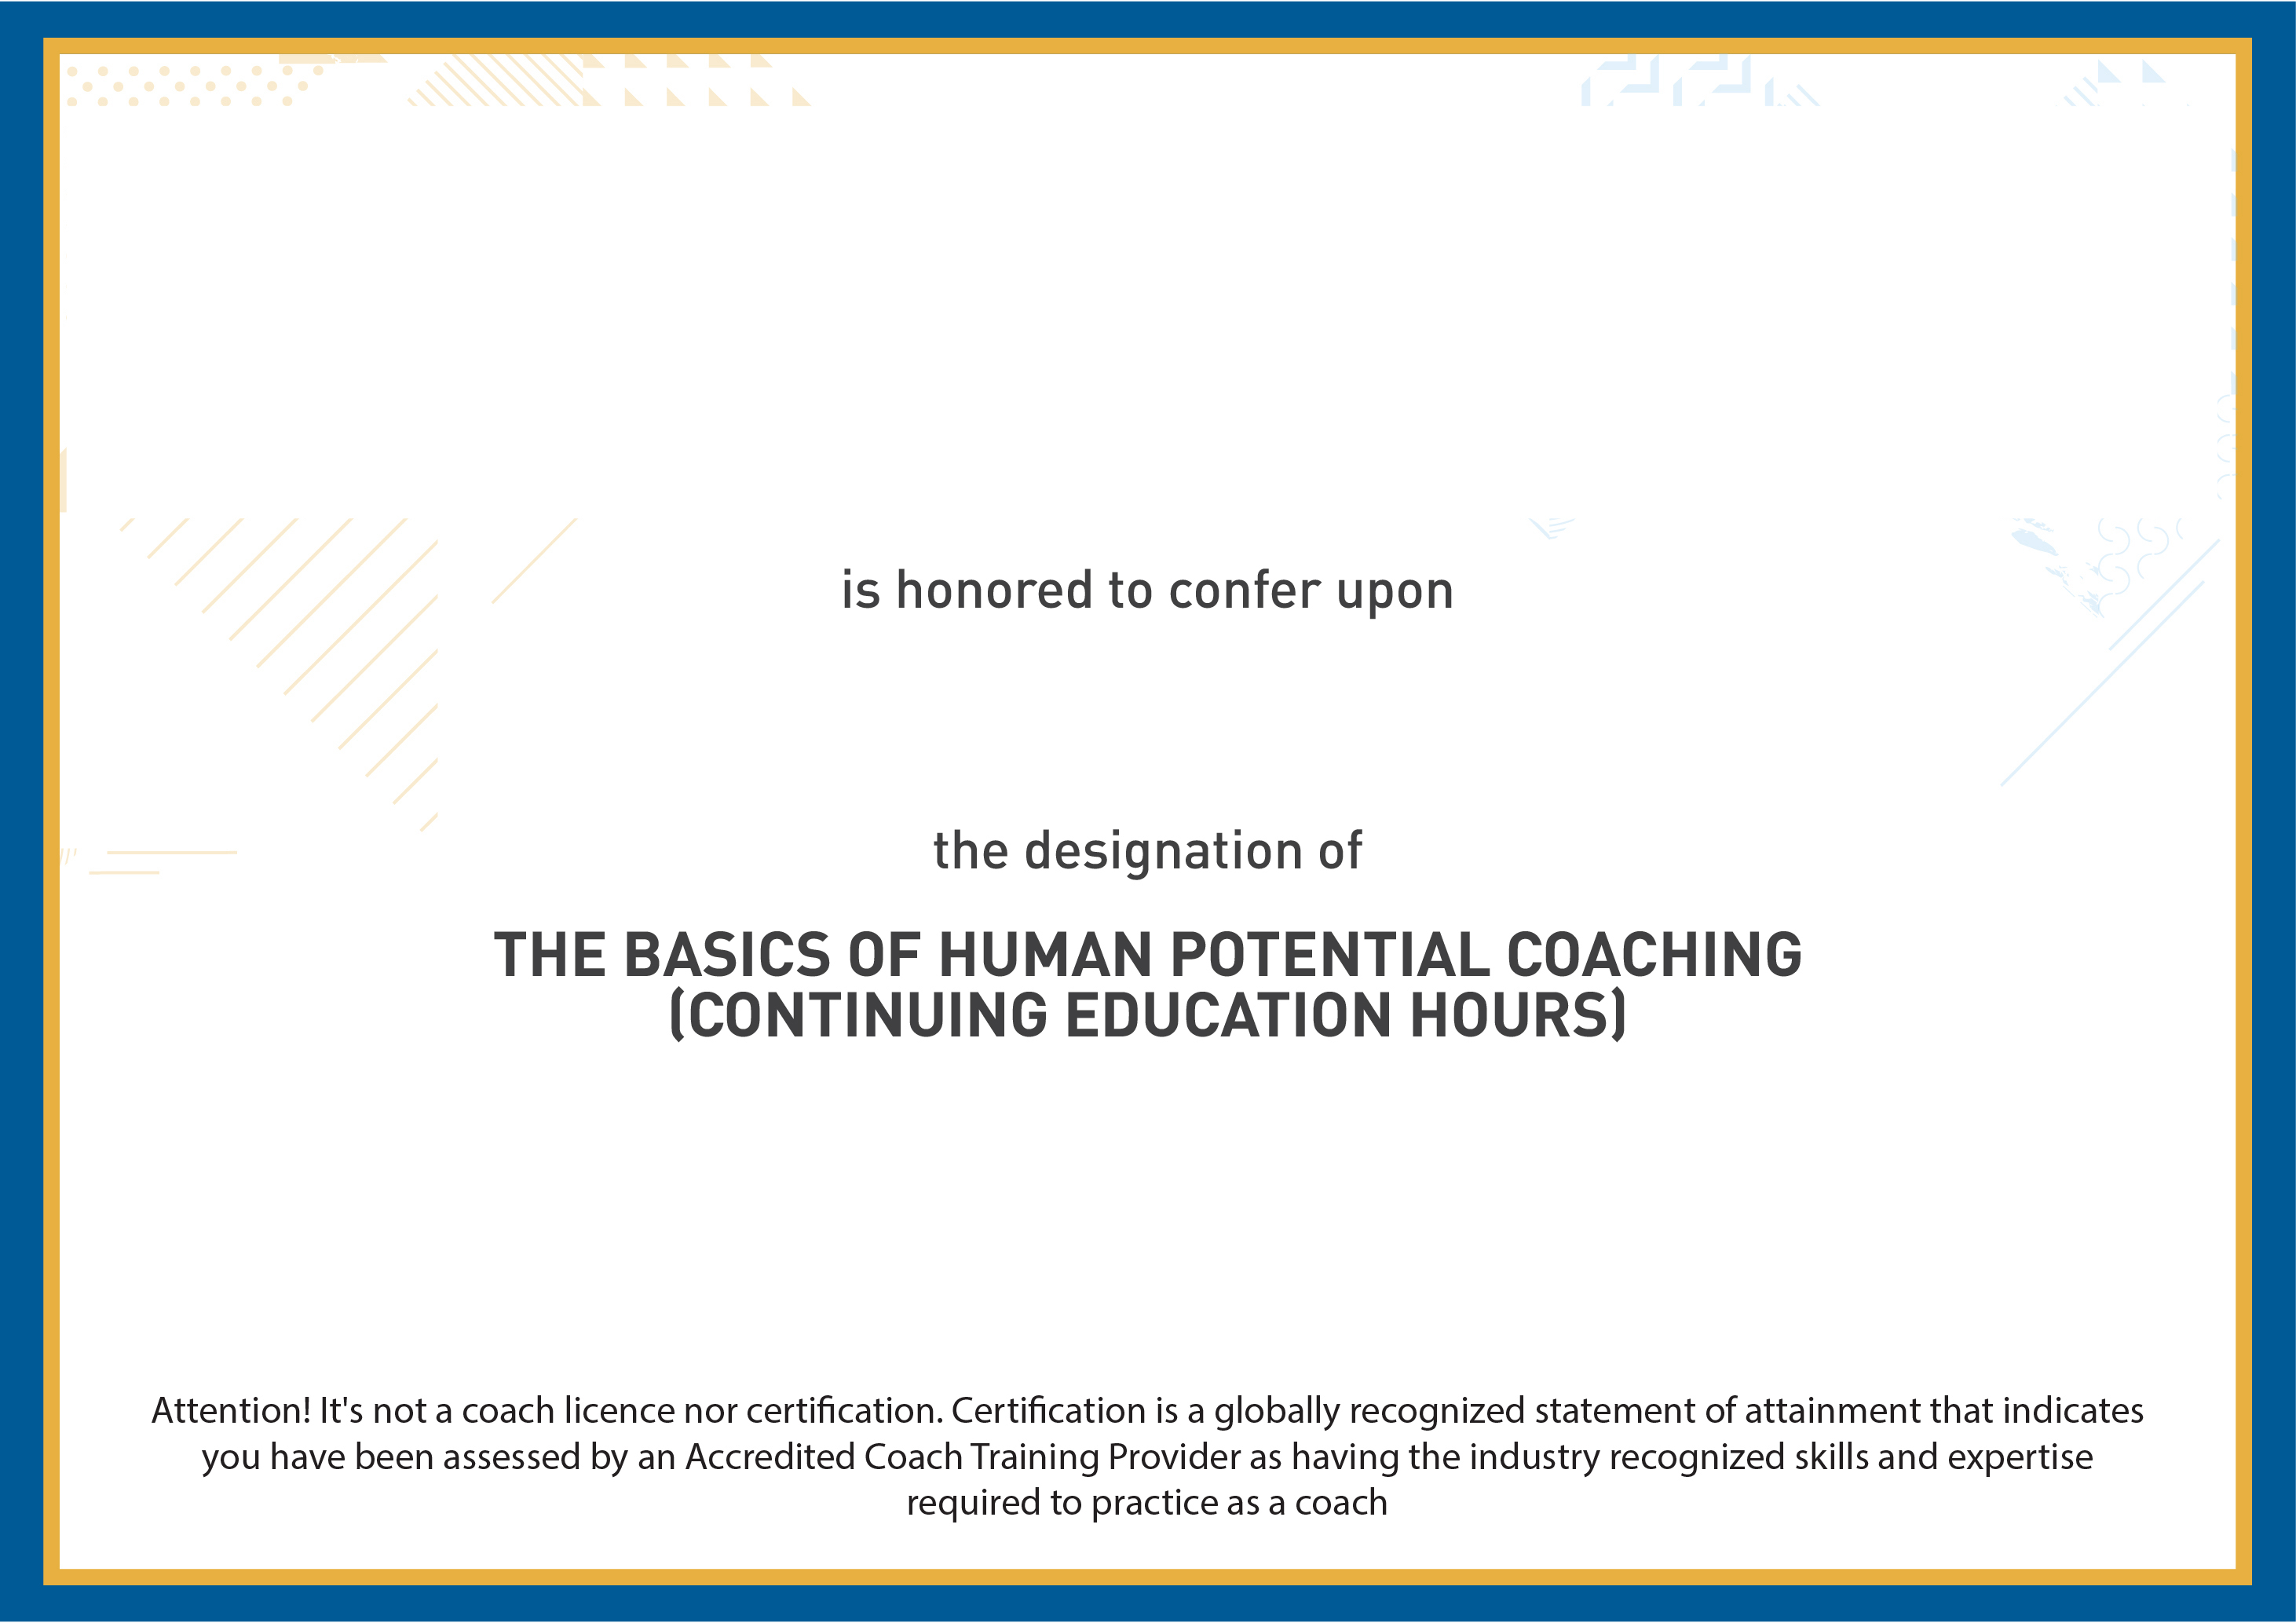 is honored to confer upon
the designation of
THE BASICS OF HUMAN POTENTIAL COACHING
(CONTINUING EDUCATION HOURS)
Attention! It's not a coach licence nor certification. Certification is a globally recognized statement of attainment that indicates
you have been assessed by an Accredited Coach Training Provider as having the industry recognized skills and expertise
required to practice as a coach